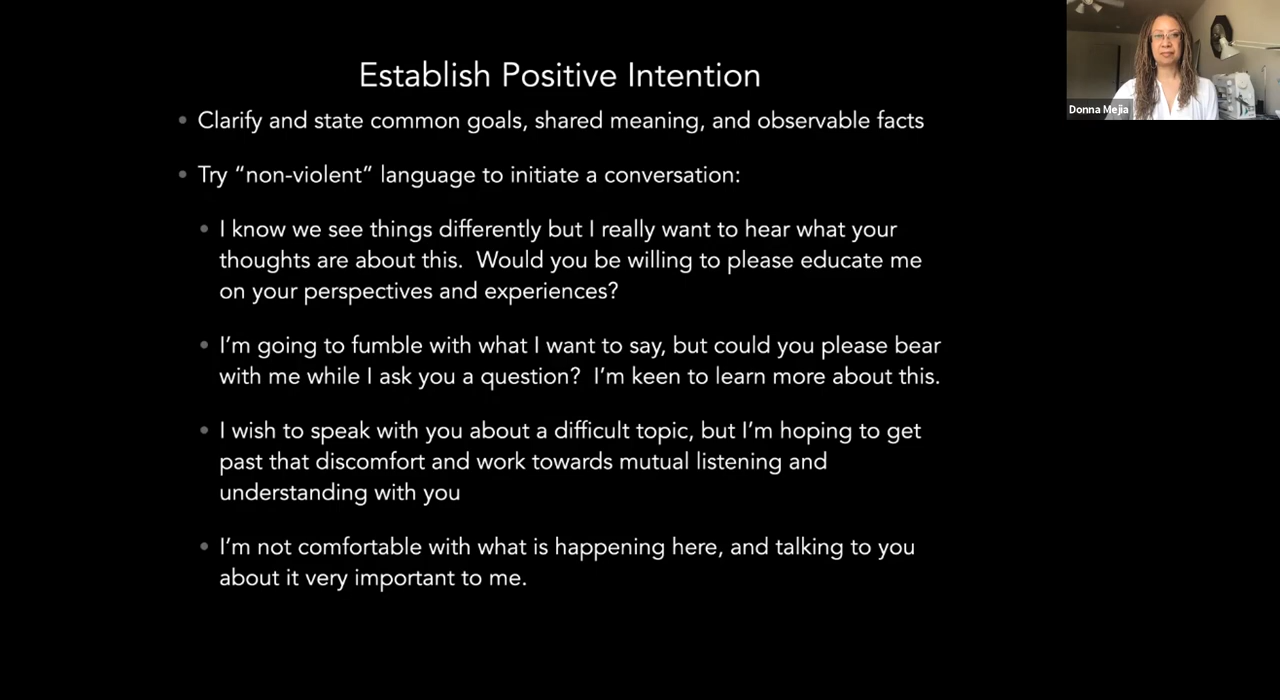 Establish Positive Intention
• Clarify and state common goals, shared meaning, and observable facts
• Try “non-violent” language to initiate a conversation:
• I know we see things differently but I really want to hear what your
thoughts are about this.  Would you be willing to please educate me
on your perspectives and experiences?
• I’m going to fumble with what I want to say, but could you please bear
with me while I ask you a question?  I’m keen to learn more about this.
• I wish to speak with you about a difficult topic, but I’m hoping to get
past that discomfort and work towards mutual listening and
understanding with you
• I’m not comfortable with what is happening here, and talking to you
about it very important to me.
Donna Mejia